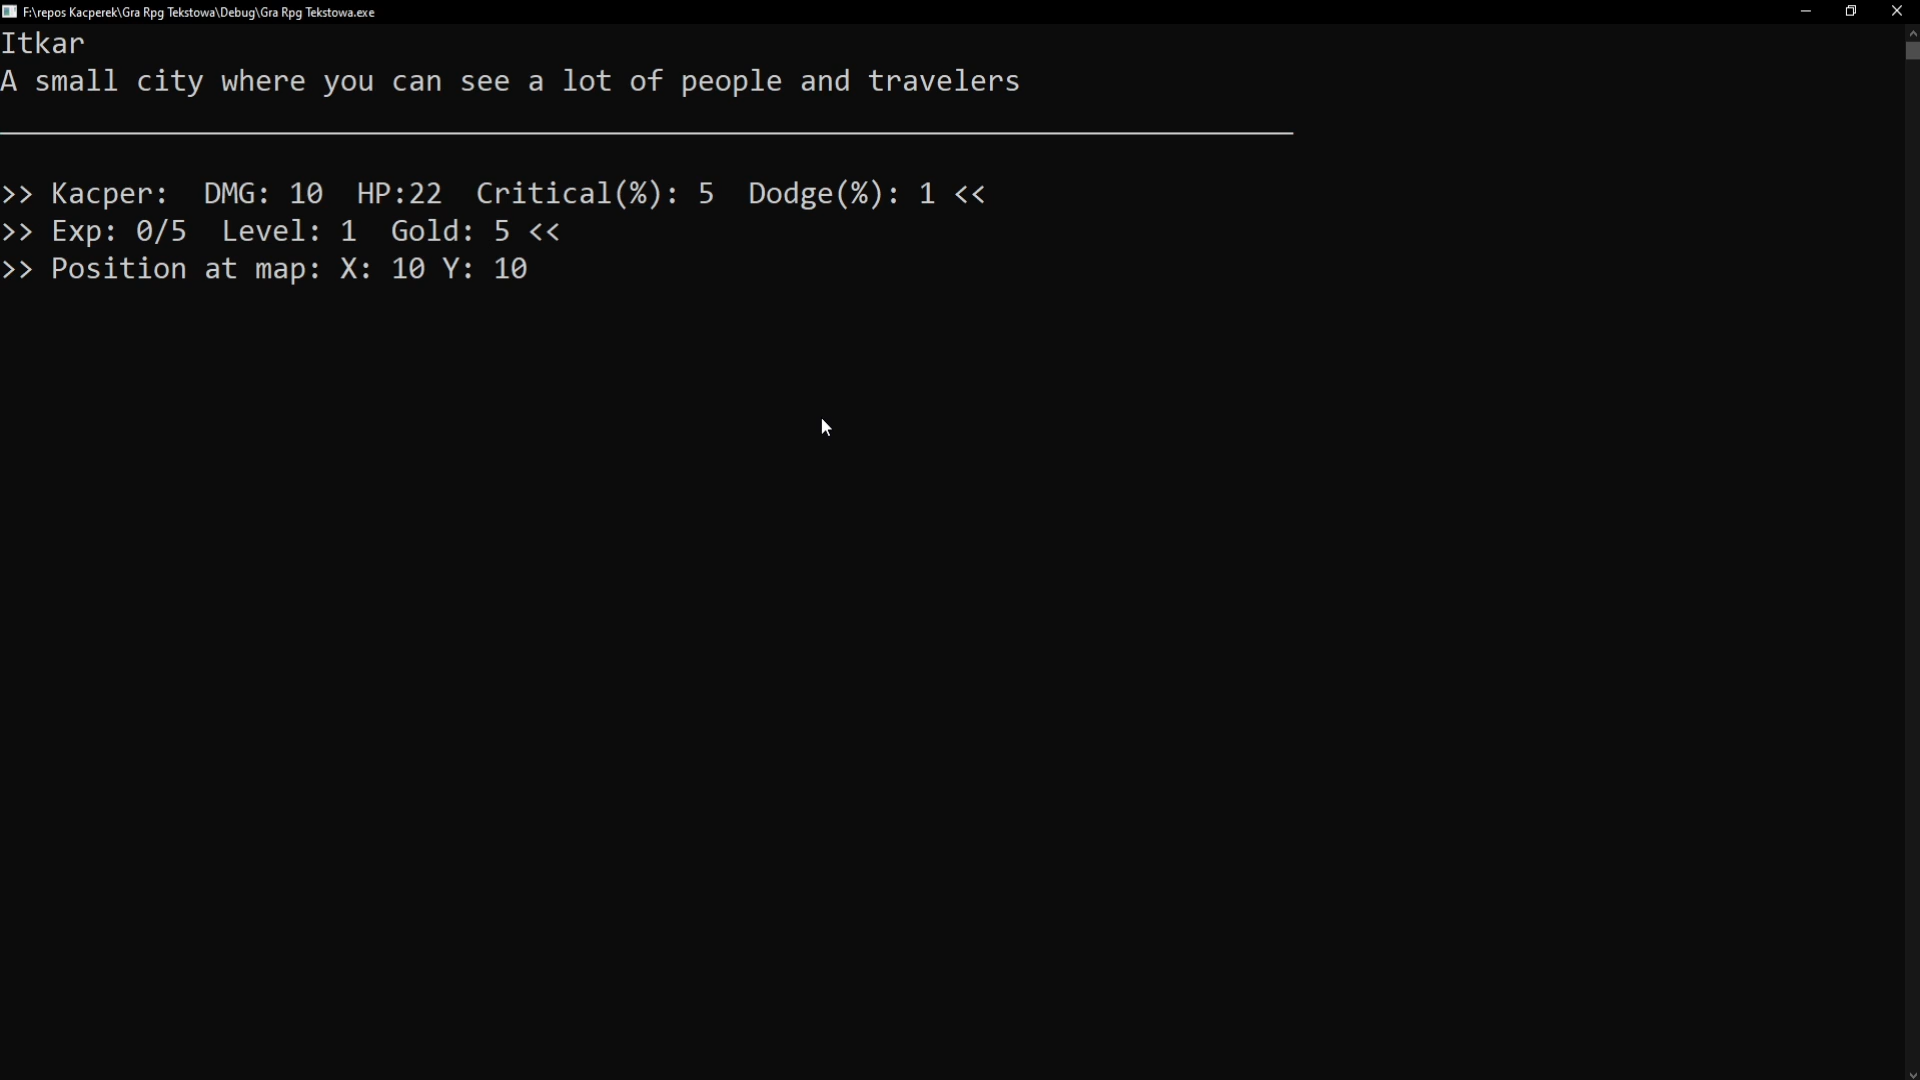 F:\repos Kacperek\Gra Rpg Tekstowa\Debug\Gra Rpg Tekstowa.exe
Itkar
A small city where you can see a lot of people and travelers
>> Kacper:  DMG: 10  HP:22  Critical(%): 5  Dodge(%): 1 <<
>> Exp: 0/5  Level: 1  Gold: 5 <<
>> Position at map: X: 10 Y: 10